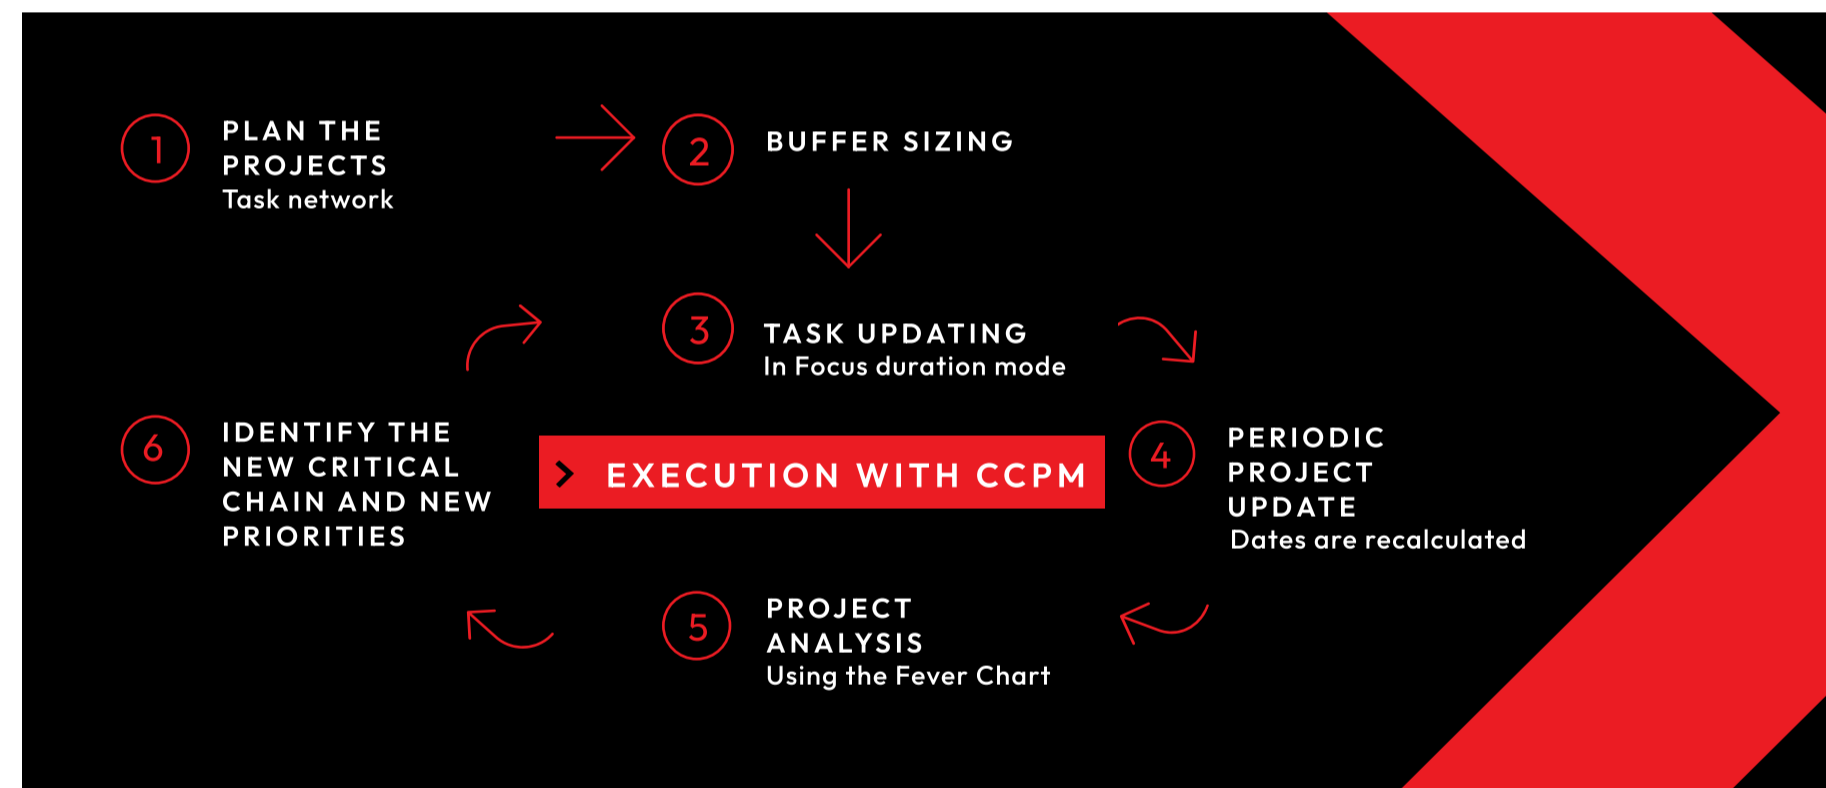 1
PLAN THE
PROJECTS
Task network
2
BUFFER SIZING
3
TASK UPDATING
In Focus duration mode
4
PERIODIC
PROJECT
UPDATE
Dates are recalculated
5
PROJECT
ANALYSIS
Using the Fever Chart
6
IDENTIFY THE
NEW CRITICAL
CHAIN AND NEW
PRIORITIES
> EXECUTION WITH CCPM